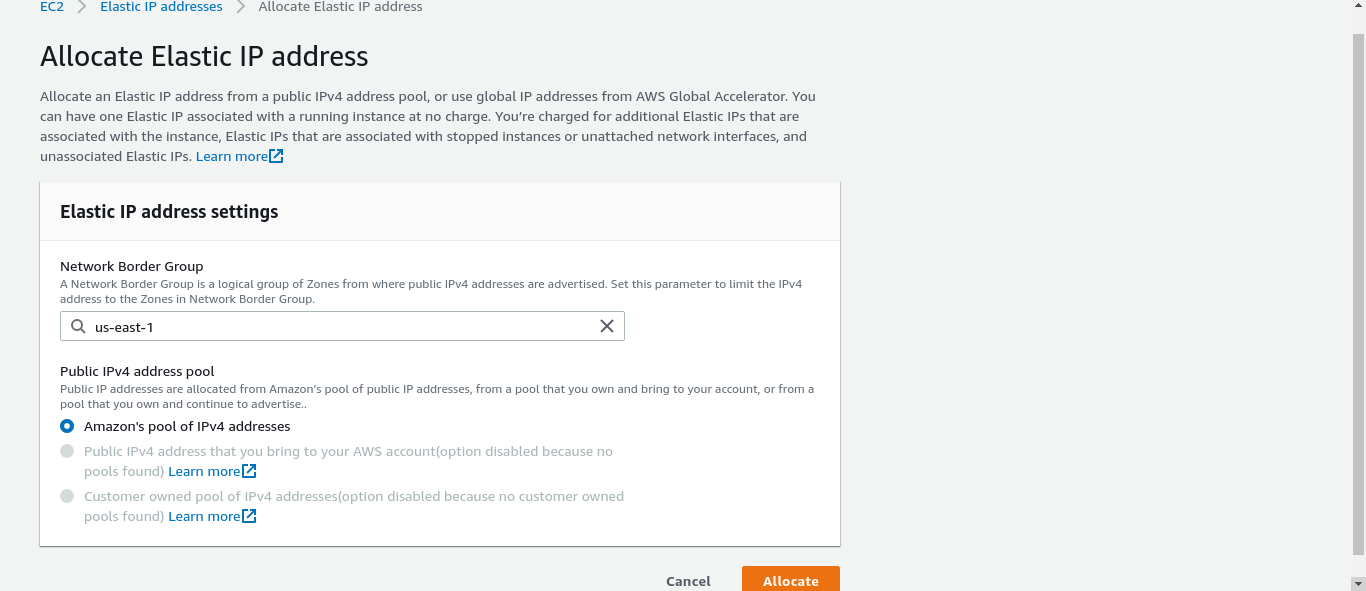 EC2 Elastic IP addresses Allocate Elastic IP address
Allocate Elastic IP address
Allocate an Elastic IP address from a public IPv4 address pool, or use global IP addresses from AWS Global Accelerator. You
can have one Elastic IP associated with a running instance at no charge. You’re charged for additional Elastic IPs that are
associated with the instance, Elastic IPs that are associated with stopped instances or unattached network interfaces, and
unassociated Elastic IPs. Learn more
Elastic IP address settings
Network Border Group
A Network Border Group is a logical group of Zones from where public IPv4 addresses are advertised. Set this parameter to limit the IPv4
address to the Zones in Network Border Group.
us-east-1
Public IPv4 address pool
Public IP addresses are allocated from Amazon’s pool of public IP addresses, from a pool that you own and bring to your account, or from a
pool that you own and continue to advertise..
Amazon's pool of IPv4 addresses
Public IPv4 address that you bring to your AWS account(option disabled because no
pools found) Learn more
Customer owned pool of IPv4 addresses(option disabled because no customer owned
pools found) Learn more
Cancel Allocate